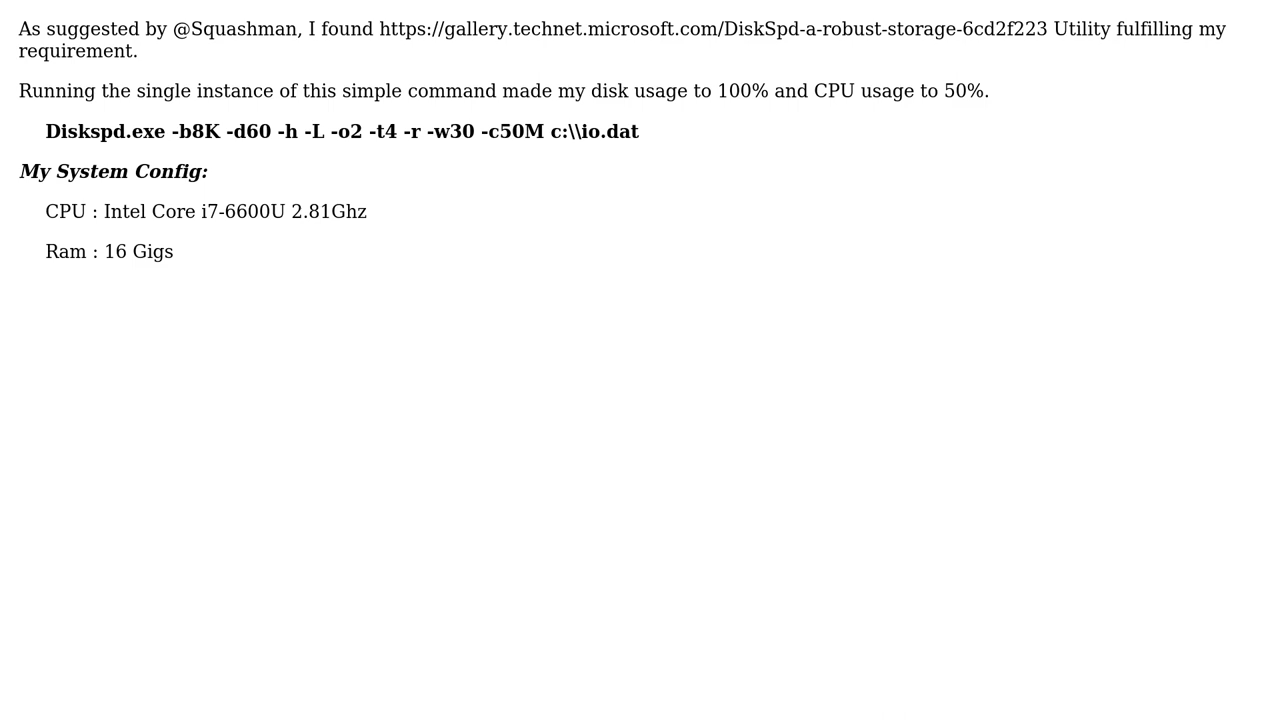 As suggested by @Squashman, I found https://gallery.technet.microsoft.com/DiskSpd-a-robust-storage-6cd2f223 Utility fulfilling my
requirement.
Running the single instance of this simple command made my disk usage to 100% and CPU usage to 50%.
Diskspd.exe -b8K -d60 -h -L -o2 -t4 -r -w30 -c50M c:\\io.dat
My System Config:
CPU : Intel Core i7-6600U 2.81Ghz
Ram : 16 Gigs